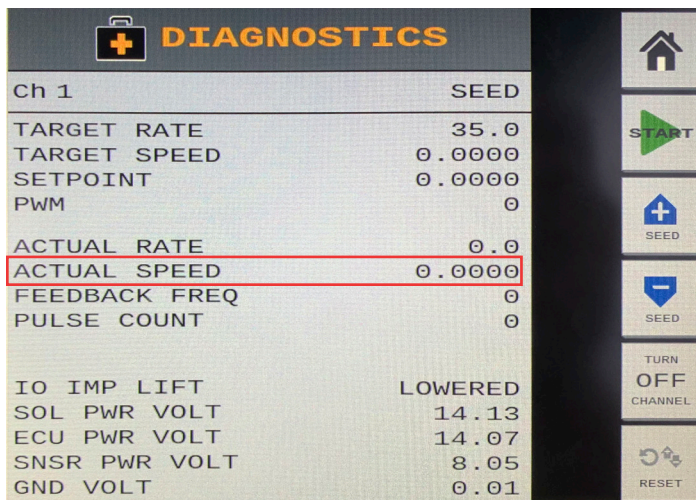 DIAGNOSTICS
Ch 1 SEED
TARGET RATE 35.0
TARGET SPEED 0.0000
SETPOINT 0.0000
PWM 0
ACTUAL RATE 0.0
ACTUAL SPEED 0.0000
FEEDBACK FREQ 0
PULSE COUNT 0
IO IMP LIFT LOWERED
SOL PWR VOLT 14.13
ECU PWR VOLT 14.07
SNSR PWR VOLT 8.05
GND VOLT 0.01
START
SEED
SEED
TURN
OFF
CHANNEL
RESET